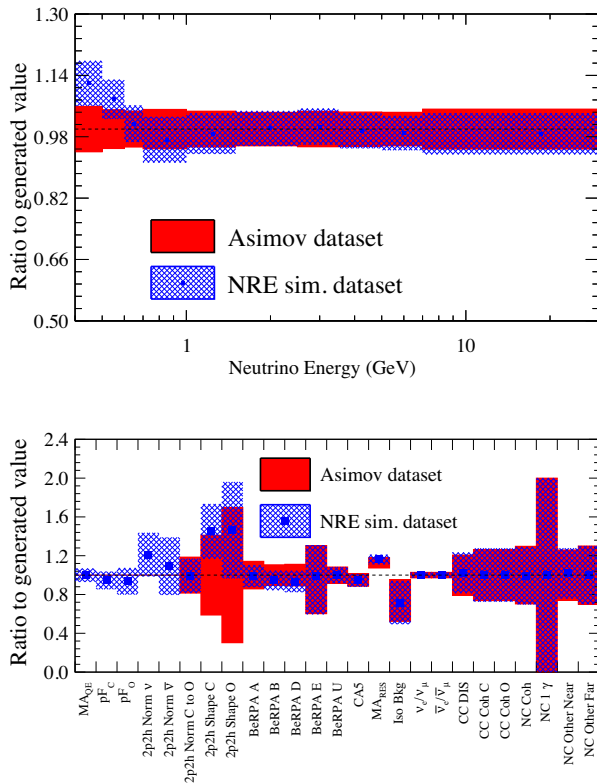 1.30
1.14
0.98
0.82
0.66
0.50
Ratio to generated value
Asimov dataset
NRE sim. dataset
1
10
Neutrino Energy (GeV)
2.4
2.0
1.6
1.2
0.8
0.4
0.0
Ratio to generated value
Asimov dataset
NRE sim. dataset
MA_QE
pF_C
pF_O
2p2h Norm ν
2p2h Norm ν̅
2p2h Norm C to O
2p2h Shape C
2p2h Shape O
BeRPA A
BeRPA B
BeRPA D
BeRPA E
BeRPA U
CA5
MA_RES
Iso Bkg
ν_e/ν_μ
ν̅_e/ν̅_μ
CC DIS
CC Coh C
CC Coh O
NC Coh
NC 1 γ
NC Other Near
NC Other Far